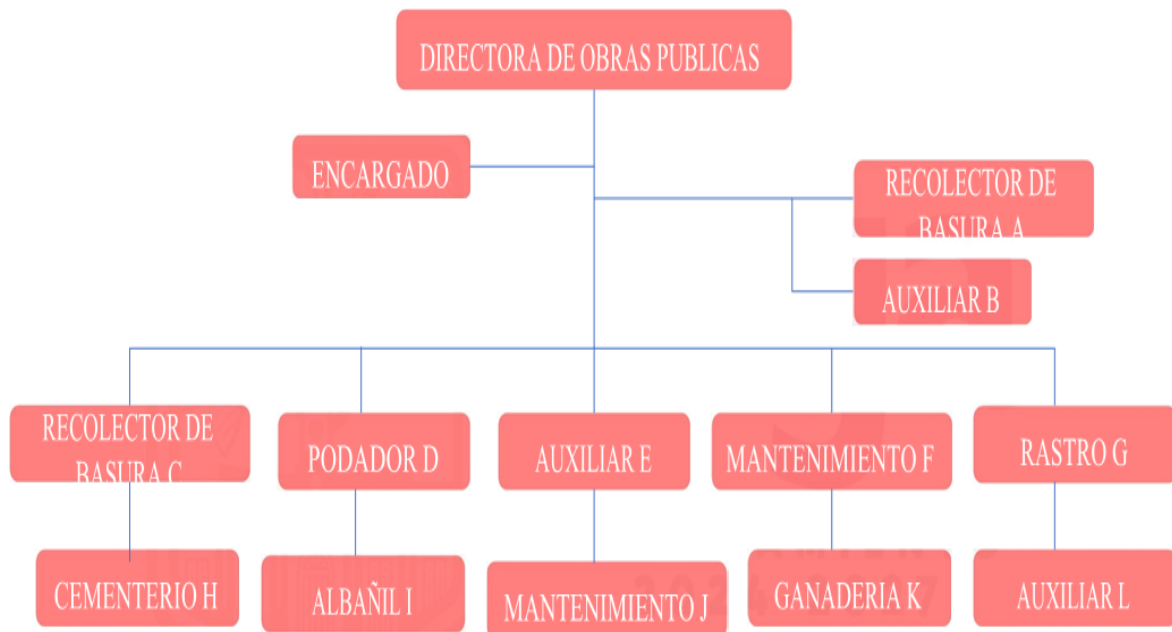 DIRECTORA DE OBRAS PUBLICAS
ENCARGADO
RECOLECTOR DE
BASURA A
AUXILIAR B
RECOLECTOR DE
BASURA C
PODADOR D
AUXILIAR E
MANTENIMIENTO F
RASTRO G
CEMENTERIO H
ALBAÑIL I
MANTENIMIENTO J
GANADERIA K
AUXILIAR L